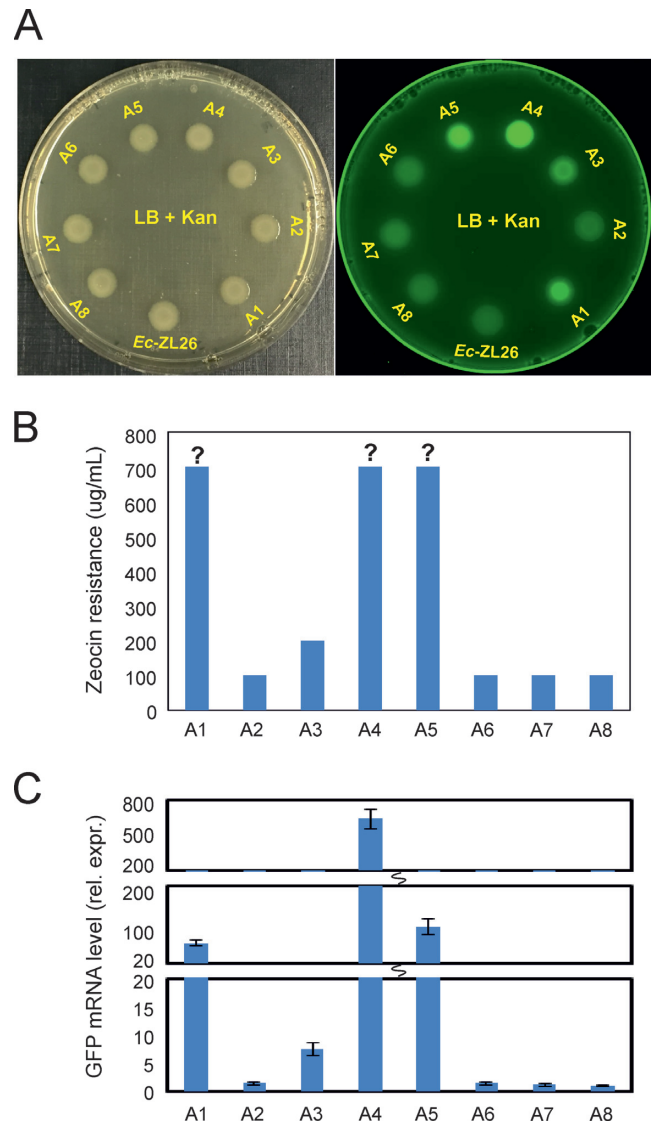 A
A5 A4
A6 A3
LB + Kan
A7 A2
A8 A1
Ec-ZL26
A5 A4
A6 A3
LB + Kan
A7 A2
A8 A1
Ec-ZL26
B
Zeocin resistance (ug/mL)
800
700
600
500
400
300
200
100
0
? ? ?
A1 A2 A3 A4 A5 A6 A7 A8
C
GFP mRNA level (rel. expr.)
800
500
200
200
100
20
20
15
10
5
0
A1 A2 A3 A4 A5 A6 A7 A8